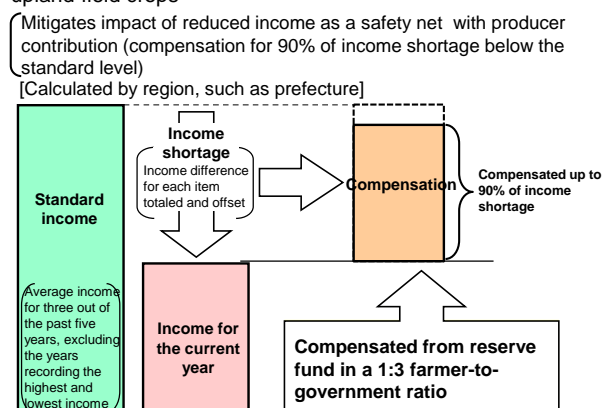 upland field crops
Mitigates impact of reduced income as a safety net with producer
contribution (compensation for 90% of income shortage below the
standard level)
[Calculated by region, such as prefecture]
Income
shortage
Income difference
for each item
totaled and offset
Compensation
Compensated up to
90% of income
shortage
Standard
income
Average income
for three out of
the past five
years, excluding
the years
recording the
highest and
lowest income
Income for
the current
year
Compensated from reserve
fund in a 1:3 farmer-to-
government ratio